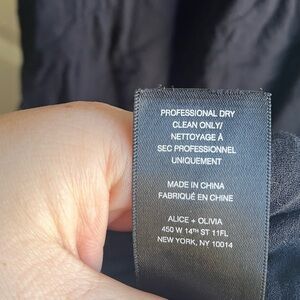 PROFESSIONAL DRY
CLEAN ONLY/
NETTOYAGE À
SEC PROFESSIONNEL
UNIQUEMENT
MADE IN CHINA
FABRIQUÉ EN CHINE
ALICE + OLIVIA
450 W 14TH ST 11FL
NEW YORK, NY 10014